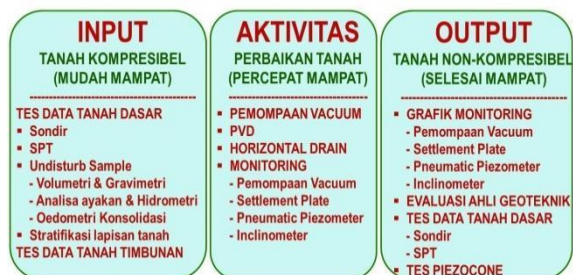 INPUT
TANAH KOMPRESIBEL
(MUDAH MAMPAT)
TES DATA TANAH DASAR
▪ Sondir
▪ SPT
▪ Undisturb Sample
- Volumetri & Gravimetri
- Analisa ayakan & Hidrometri
- Oedometri Konsolidasi
▪ Stratifikasi lapisan tanah
TES DATA TANAH TIMBUNAN
AKTIVITAS
PERBAIKAN TANAH
(PERCEPAT MAMPAT)
▪ PEMOMPAAN VACUUM
▪ PVD
▪ HORIZONTAL DRAIN
▪ MONITORING
- Pemompaan Vacuum
- Settlement Plate
- Pneumatic Piezometer
- Inclinometer
OUTPUT
TANAH NON-KOMPRESIBEL
(SELESAI MAMPAT)
▪ GRAFIK MONITORING
- Pemompaan Vacuum
- Settlement Plate
- Pneumatic Piezometer
- Inclinometer
▪ EVALUASI AHLI GEOTEKNIK
▪ TES DATA TANAH DASAR
- Sondir
- SPT
▪ TES PIEZOCONE